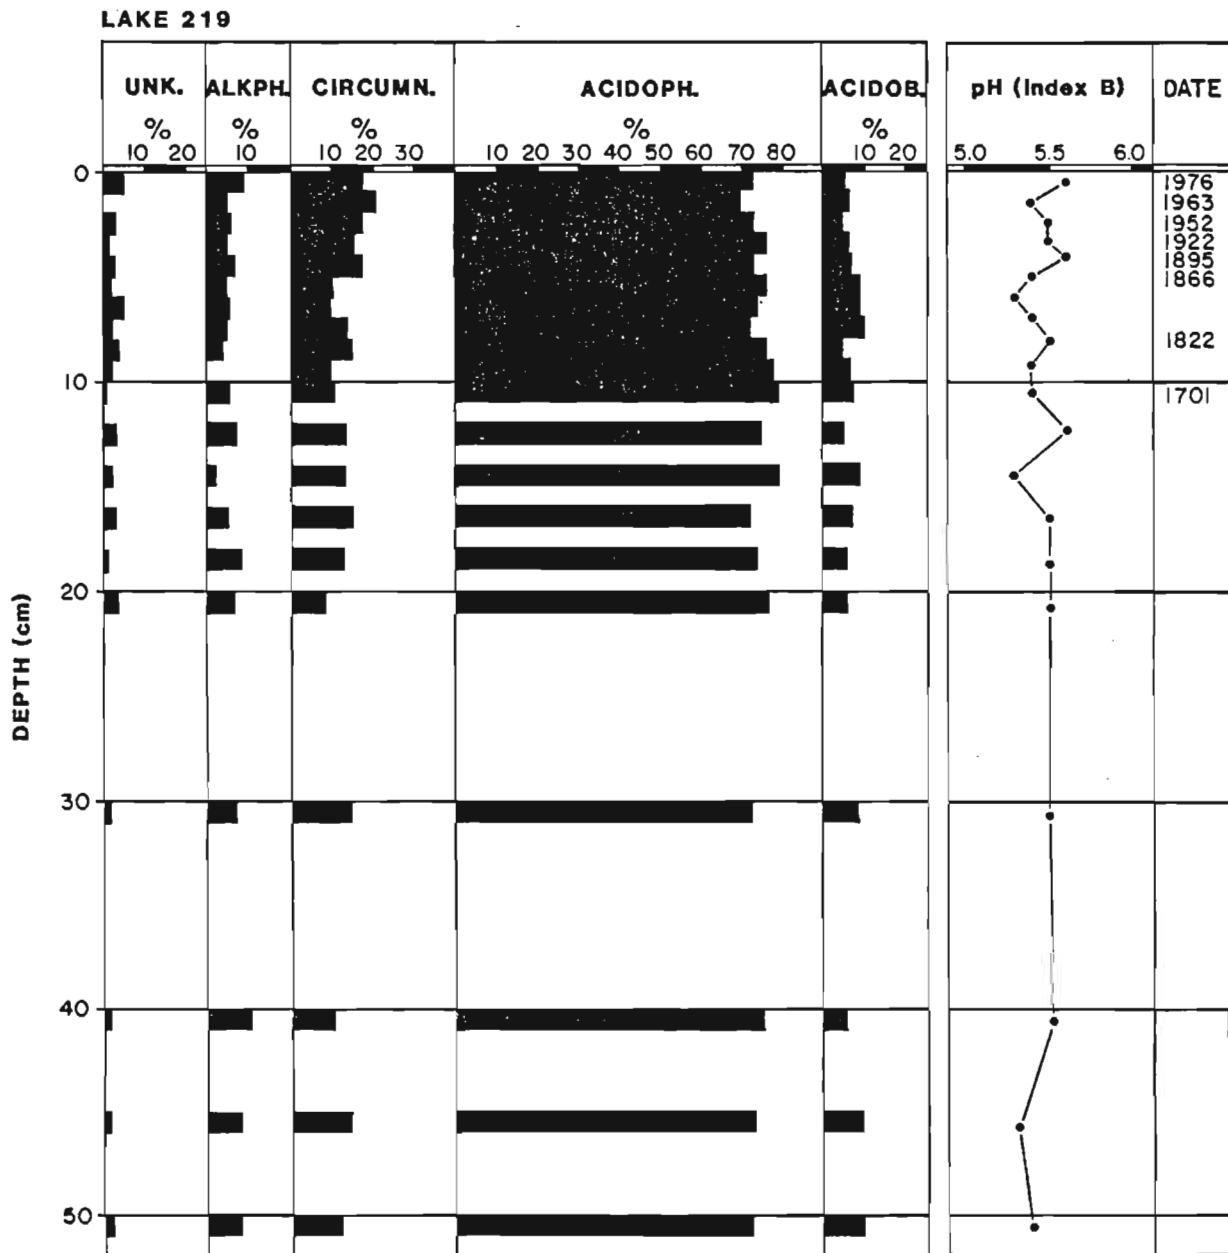 LAKE 219
UNK. ALKPH. CIRCUMN. ACIDOPH. ACIDOB. pH (Index B) DATE
% % % % %
10 20 10 10 20 30 10 20 30 40 50 60 70 80 10 20 5.0 5.5 6.0
0
1976
1963
1952
1922
1895
1866
1822
10
1701
20
DEPTH (cm)
30
40
50